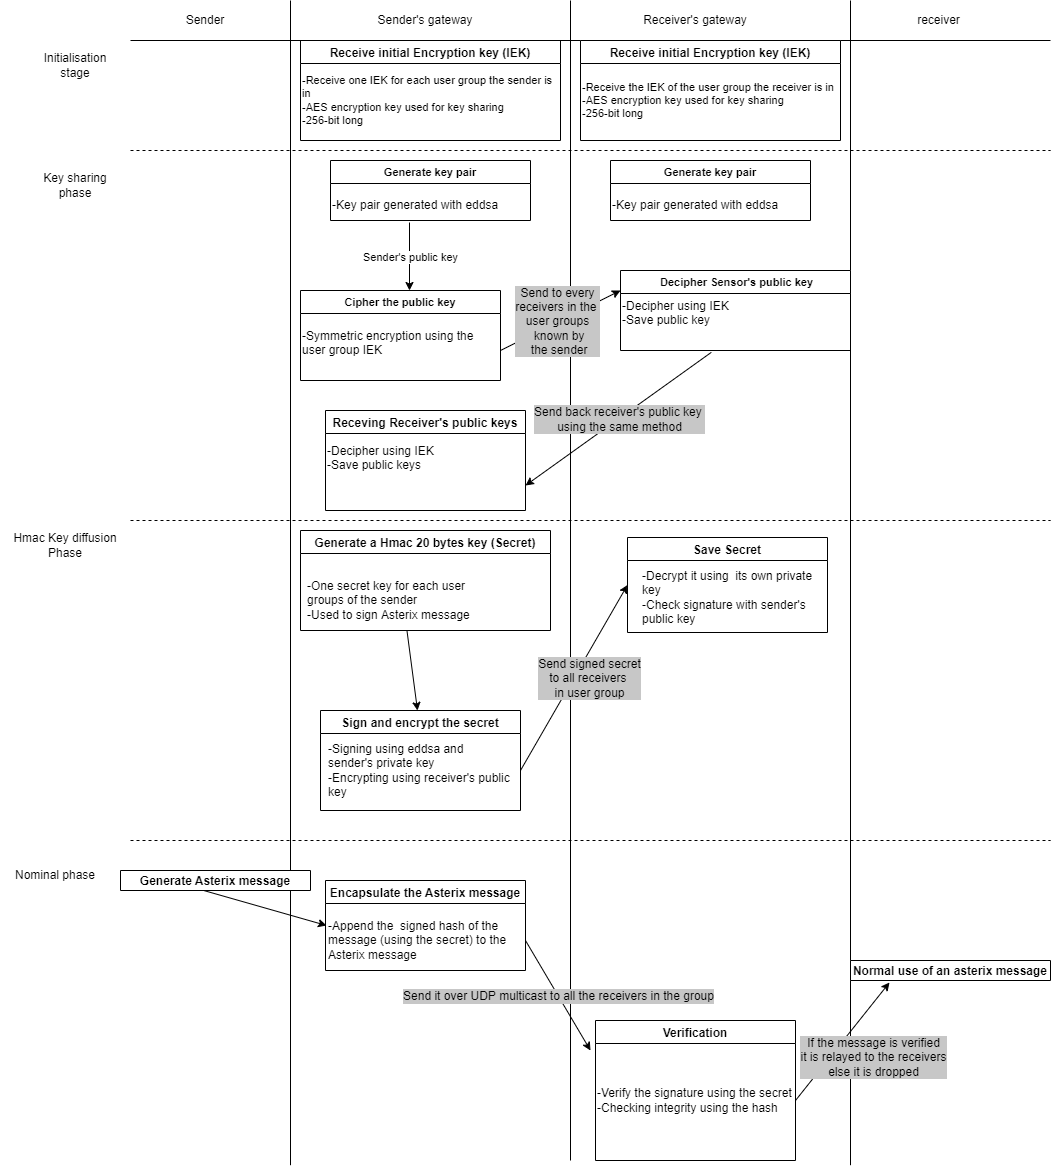 Sender
Sender's gateway
Receiver's gateway
receiver
Initialisation
stage
Receive initial Encryption key (IEK)
-Receive one IEK for each user group the sender is
in
-AES encryption key used for key sharing
-256-bit long
Receive initial Encryption key (IEK)
-Receive the IEK of the user group the receiver is in
-AES encryption key used for key sharing
-256-bit long
Key sharing
phase
Generate key pair
-Key pair generated with eddsa
Generate key pair
-Key pair generated with eddsa
Sender's public key
Cipher the public key
-Symmetric encryption using the
user group IEK
Send to every
receivers in the
user groups
known by
the sender
Decipher Sensor's public key
-Decipher using IEK
-Save public key
Send back receiver's public key
using the same method
Receving Receiver's public keys
-Decipher using IEK
-Save public keys
Hmac Key diffusion
Phase
Generate a Hmac 20 bytes key (Secret)
-One secret key for each user
groups of the sender
-Used to sign Asterix message
Save Secret
-Decrypt it using its own private
key
-Check signature with sender's
public key
Send signed secret
to all receivers
in user group
Sign and encrypt the secret
-Signing using eddsa and
sender's private key
-Encrypting using receiver's public
key
Nominal phase
Generate Asterix message
Encapsulate the Asterix message
-Append the signed hash of the
message (using the secret) to the
Asterix message
Send it over UDP multicast to all the receivers in the group
Normal use of an asterix message
Verification
-Verify the signature using the secret
-Checking integrity using the hash
If the message is verified
it is relayed to the receivers
else it is dropped